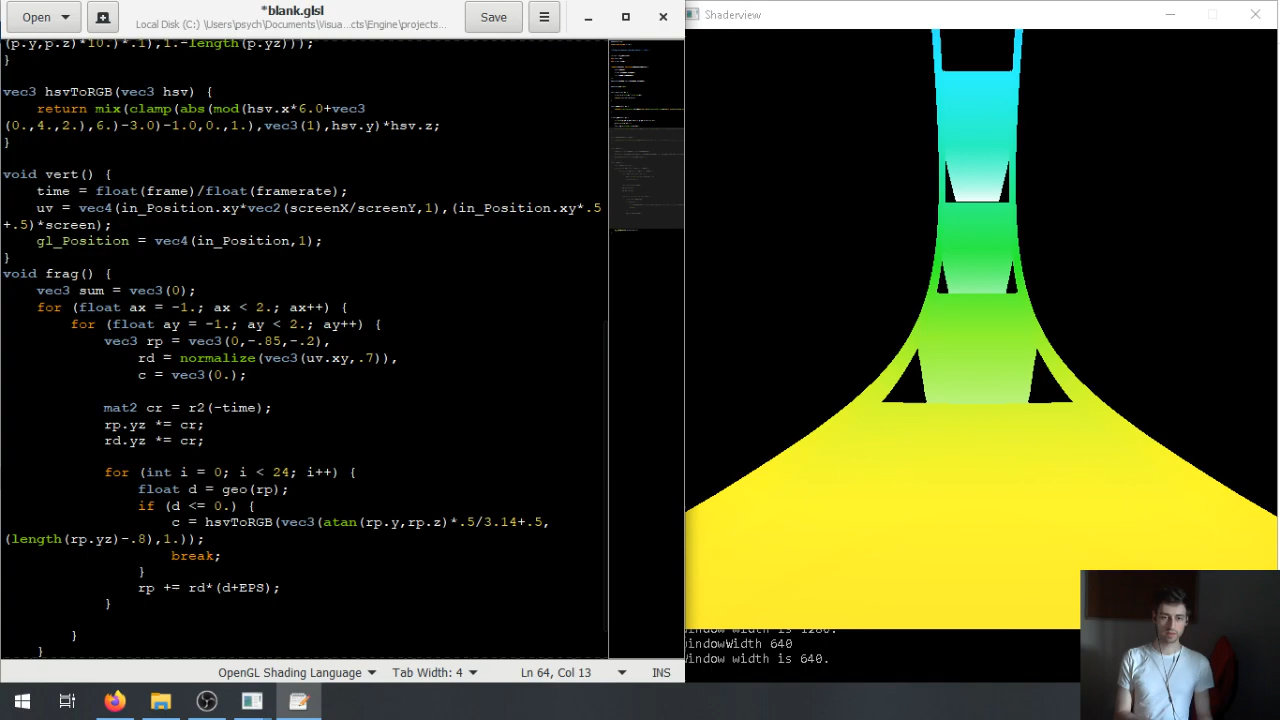 Open
*blank.glsl
Local Disk (C:) \Users\psych\Documents\Visua...cts\Engine\projects...
Save
Shaderview
(p.y,p.z)*10.)*.1),1.-length(p.yz)));
}
vec3 hsvToRGB(vec3 hsv) {
return mix(clamp(abs(mod(hsv.x*6.0+vec3
(0.,4.,2.),6.)-3.0)-1.0,0.,1.),vec3(1),hsv.y)*hsv.z;
}
void vert() {
time = float(frame)/float(framerate);
uv = vec4(in_Position.xy*vec2(screenX/screenY,1),(in_Position.xy*.5
+.5)*screen);
gl_Position = vec4(in_Position,1);
}
void frag() {
vec3 sum = vec3(0);
for (float ax = -1.; ax < 2.; ax++) {
for (float ay = -1.; ay < 2.; ay++) {
vec3 rp = vec3(0,-.85,-.2),
rd = normalize(vec3(uv.xy,.7)),
c = vec3(0.);
mat2 cr = r2(-time);
rp.yz *= cr;
rd.yz *= cr;
for (int i = 0; i < 24; i++) {
float d = geo(rp);
if (d <= 0.) {
c = hsvToRGB(vec3(atan(rp.y,rp.z)*.5/3.14+.5,
(length(rp.yz)-.8),1.));
break;
}
rp += rd*(d+EPS);
}
}
}
OpenGL Shading Language
Tab Width: 4
Ln 64, Col 13
INS
window width is 1280.
windowWidth 640
window width is 640.